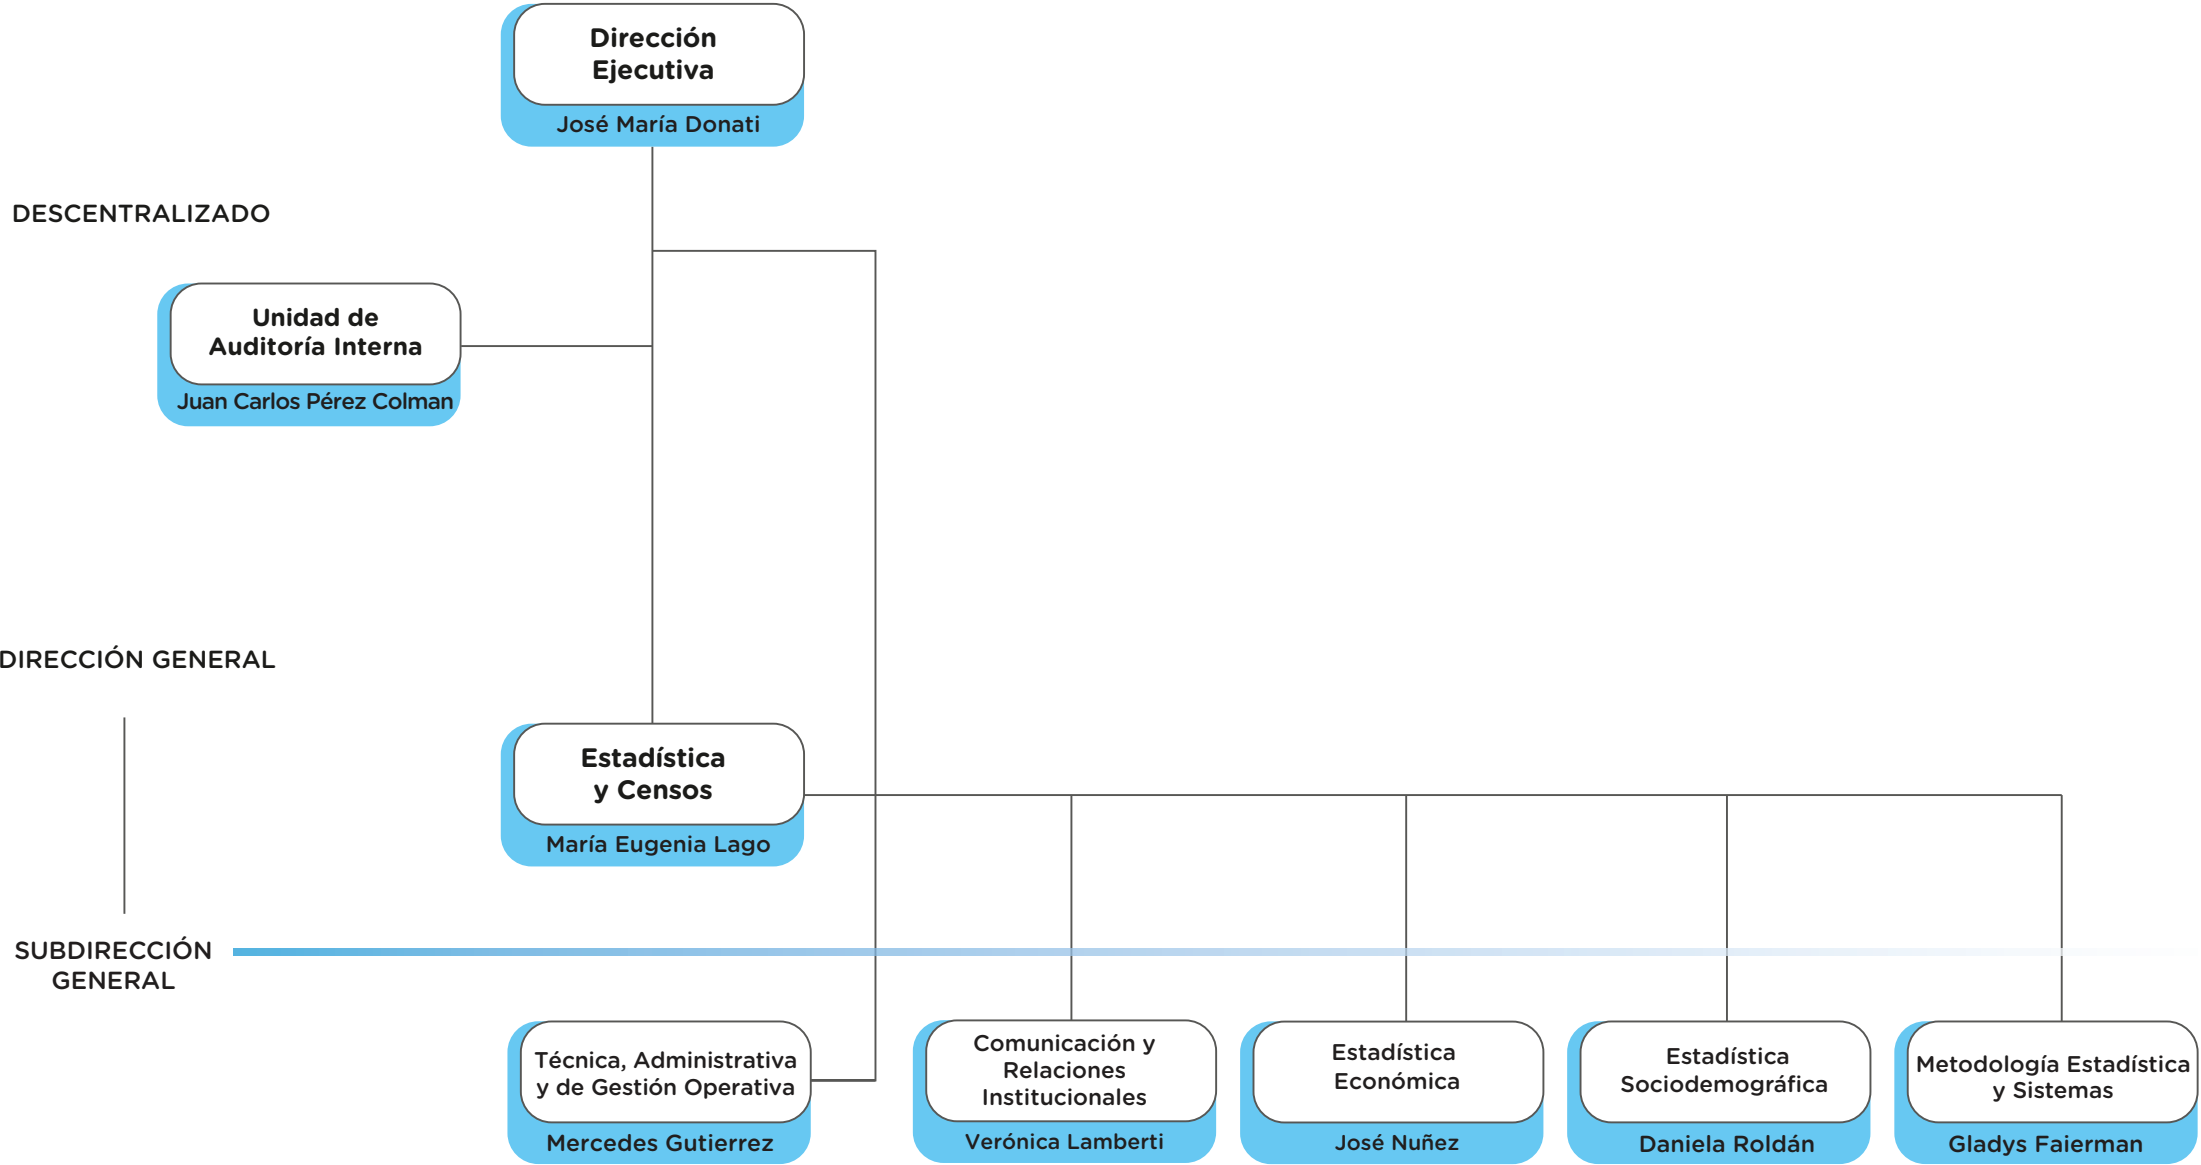 Dirección
Ejecutiva
José María Donati
DESCENTRALIZADO
Unidad de
Auditoría Interna
Juan Carlos Pérez Colman
DIRECCIÓN GENERAL
Estadística
y Censos
María Eugenia Lago
SUBDIRECCIÓN
GENERAL
Técnica, Administrativa
y de Gestión Operativa
Mercedes Gutierrez
Comunicación y
Relaciones
Institucionales
Verónica Lamberti
Estadística
Económica
José Nuñez
Estadística
Sociodemográfica
Daniela Roldán
Metodología Estadística
y Sistemas
Gladys Faierman